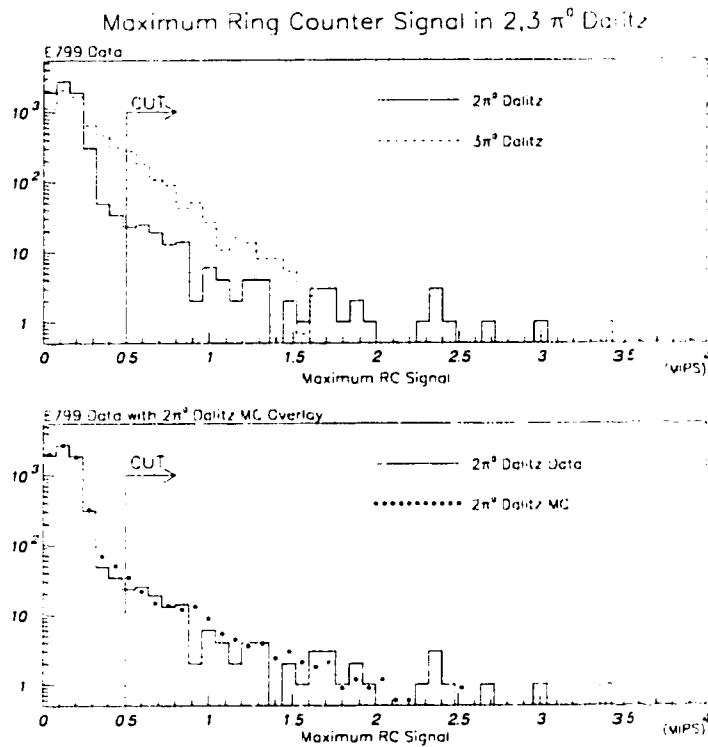 Maximum Ring Counter Signal in 2,3 π⁰ Dalitz
E799 Data
10³
10²
10
1
CUT
2π⁰ Dalitz
3π⁰ Dalitz
0 0.5 1 1.5 2 2.5 3 3.5 4
Maximum RC Signal
(MIPS)
E799 Data with 2π⁰ Dalitz MC Overlay
10³
10²
10
1
CUT
2π⁰ Dalitz Data
2π⁰ Dalitz MC
0 0.5 1 1.5 2 2.5 3 3.5 4
Maximum RC Signal
(MIPS)